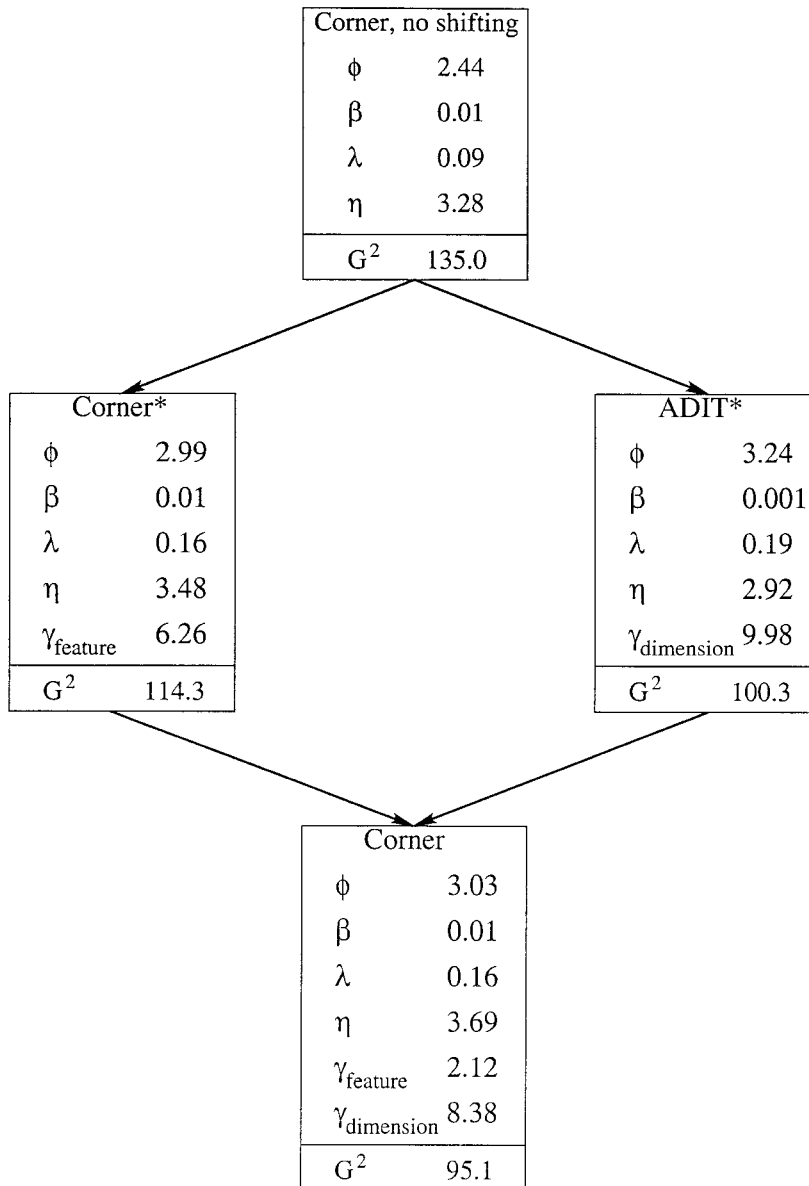 Corner, no shifting
ϕ 2.44
β 0.01
λ 0.09
η 3.28
G² 135.0
Corner*
ϕ 2.99
β 0.01
λ 0.16
η 3.48
γfeature 6.26
G² 114.3
ADIT*
ϕ 3.24
β 0.001
λ 0.19
η 2.92
γdimension 9.98
G² 100.3
Corner
ϕ 3.03
β 0.01
λ 0.16
η 3.69
γfeature 2.12
γdimension 8.38
G² 95.1